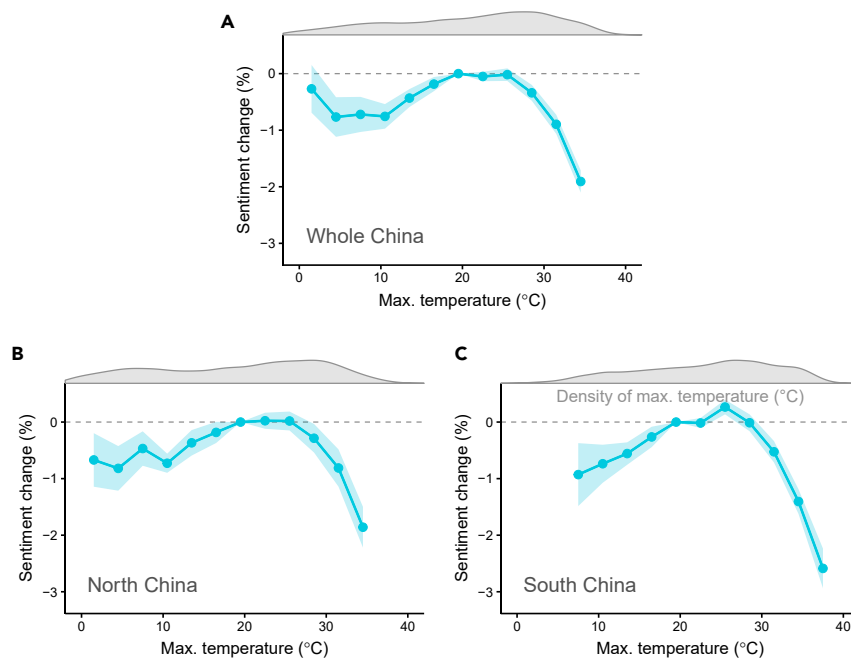 A
0
−1
−2
−3
Sentiment change (%)
Whole China
0 10 20 30 40
Max. temperature (°C)
B
0
−1
−2
−3
Sentiment change (%)
North China
0 10 20 30 40
Max. temperature (°C)
C
Density of max. temperature (°C)
0
−1
−2
−3
Sentiment change (%)
South China
0 10 20 30 40
Max. temperature (°C)